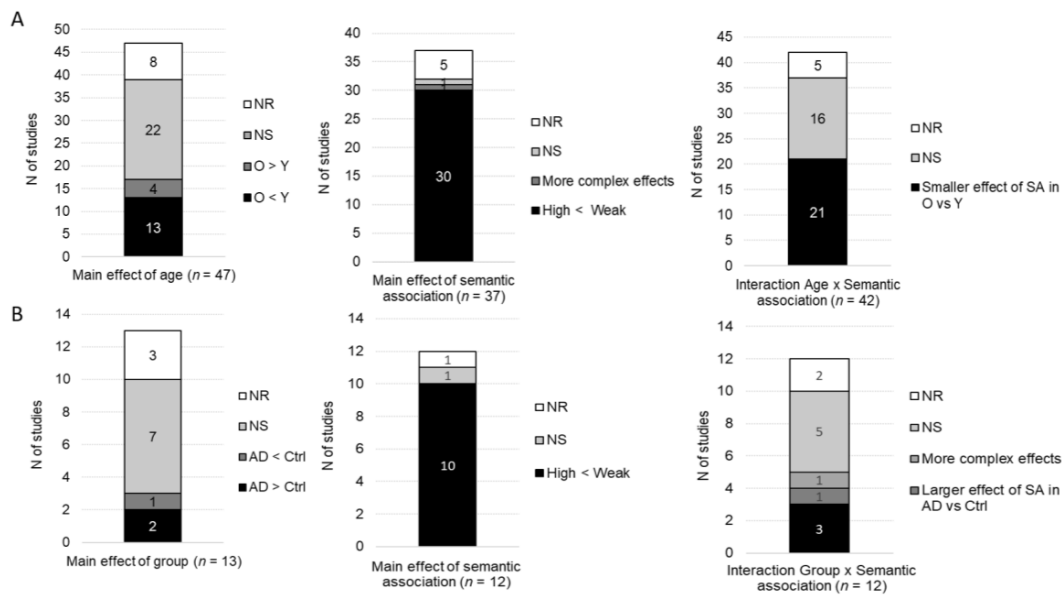 A
50
45
40
35
30
25
20
15
10
5
0
N of studies
8
22
4
13
NR
NS
O > Y
O < Y
Main effect of age (n = 47)
40
35
30
25
20
15
10
5
0
N of studies
5
1
1
30
NR
NS
More complex effects
High < Weak
Main effect of semantic
association (n = 37)
45
40
35
30
25
20
15
10
5
0
N of studies
5
16
21
NR
NS
Smaller effect of SA in
O vs Y
Interaction Age x Semantic
association (n = 42)
B
14
12
10
8
6
4
2
0
N of studies
3
7
1
2
NR
NS
AD < Ctrl
AD > Ctrl
Main effect of group (n = 13)
14
12
10
8
6
4
2
0
N of studies
1
1
10
NR
NS
High < Weak
Main effect of semantic
association (n = 12)
14
12
10
8
6
4
2
0
N of studies
2
5
1
1
3
NR
NS
More complex effects
Larger effect of SA in
AD vs Ctrl
Interaction Group x Semantic
association (n = 12)